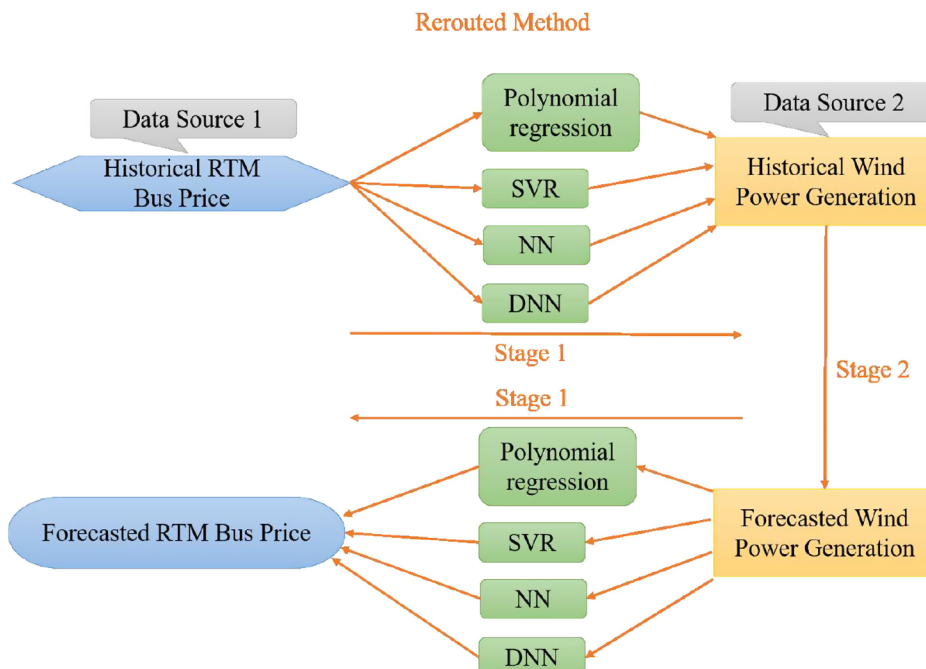 Rerouted Method
Data Source 1
Historical RTM
Bus Price
Polynomial
regression
SVR
NN
DNN
Data Source 2
Historical Wind
Power Generation
Stage 1
Stage 2
Stage 1
Polynomial
regression
SVR
NN
DNN
Forecasted Wind
Power Generation
Forecasted RTM Bus Price